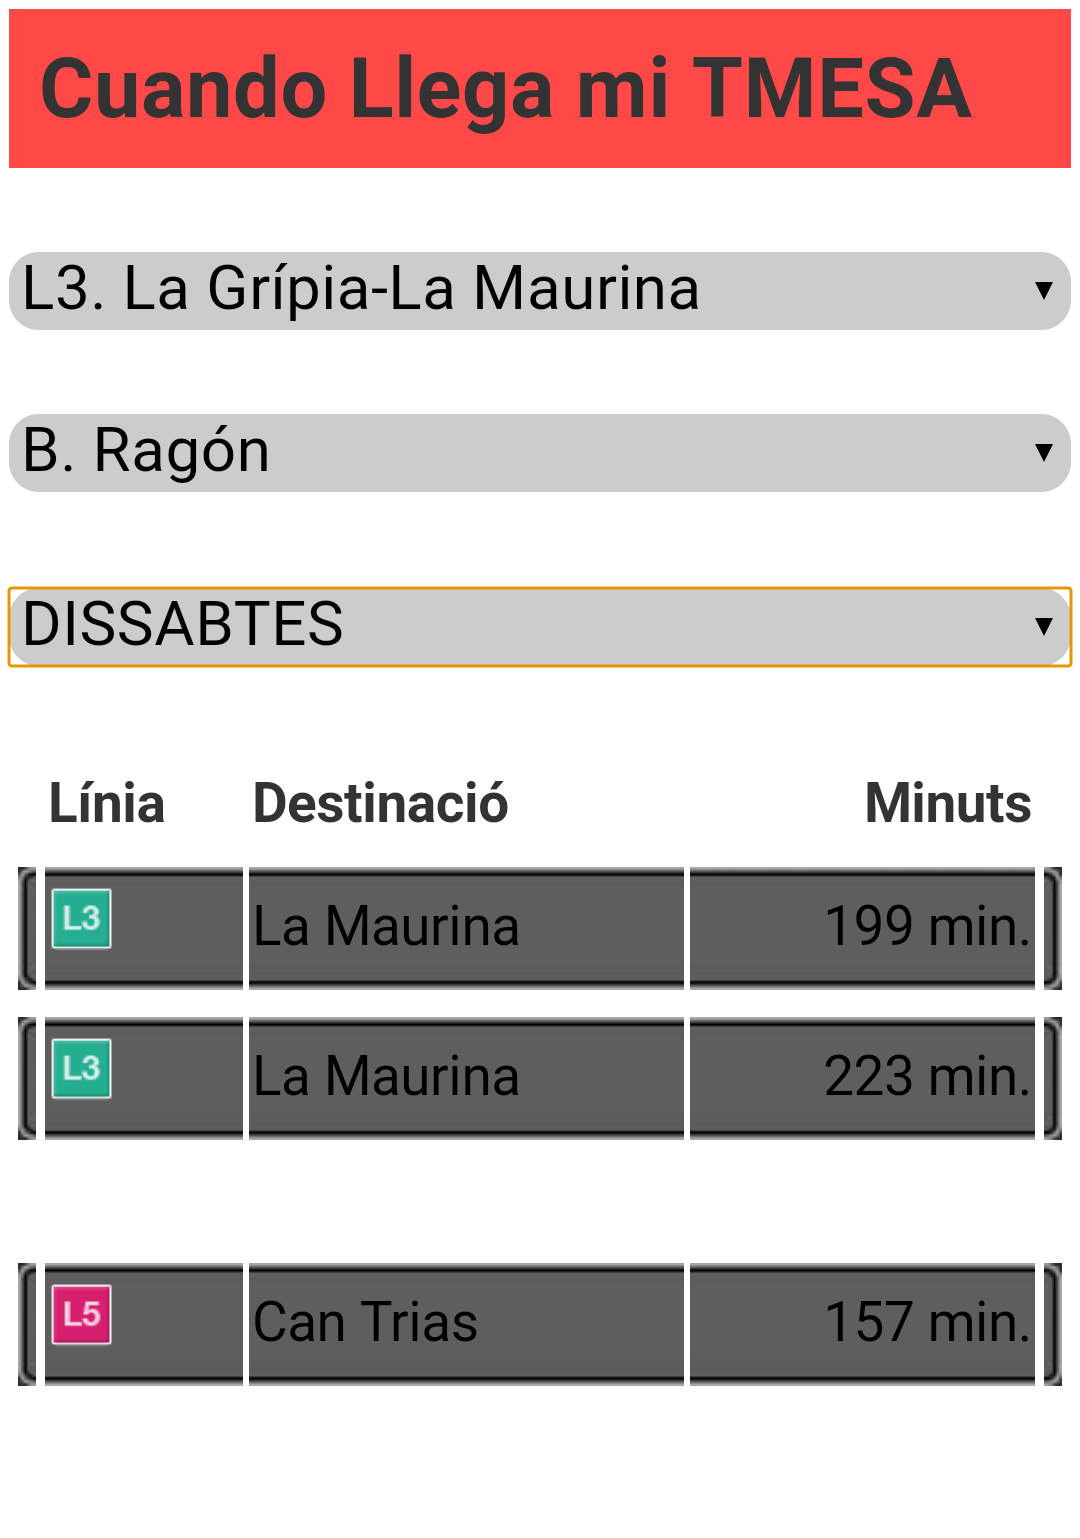 Cuando Llega mi TMESA
L3. La Grípia-La Maurina
B. Ragón
DISSABTES
Línia Destinació Minuts
L3 La Maurina 199 min.
L3 La Maurina 223 min.
L5 Can Trias 157 min.